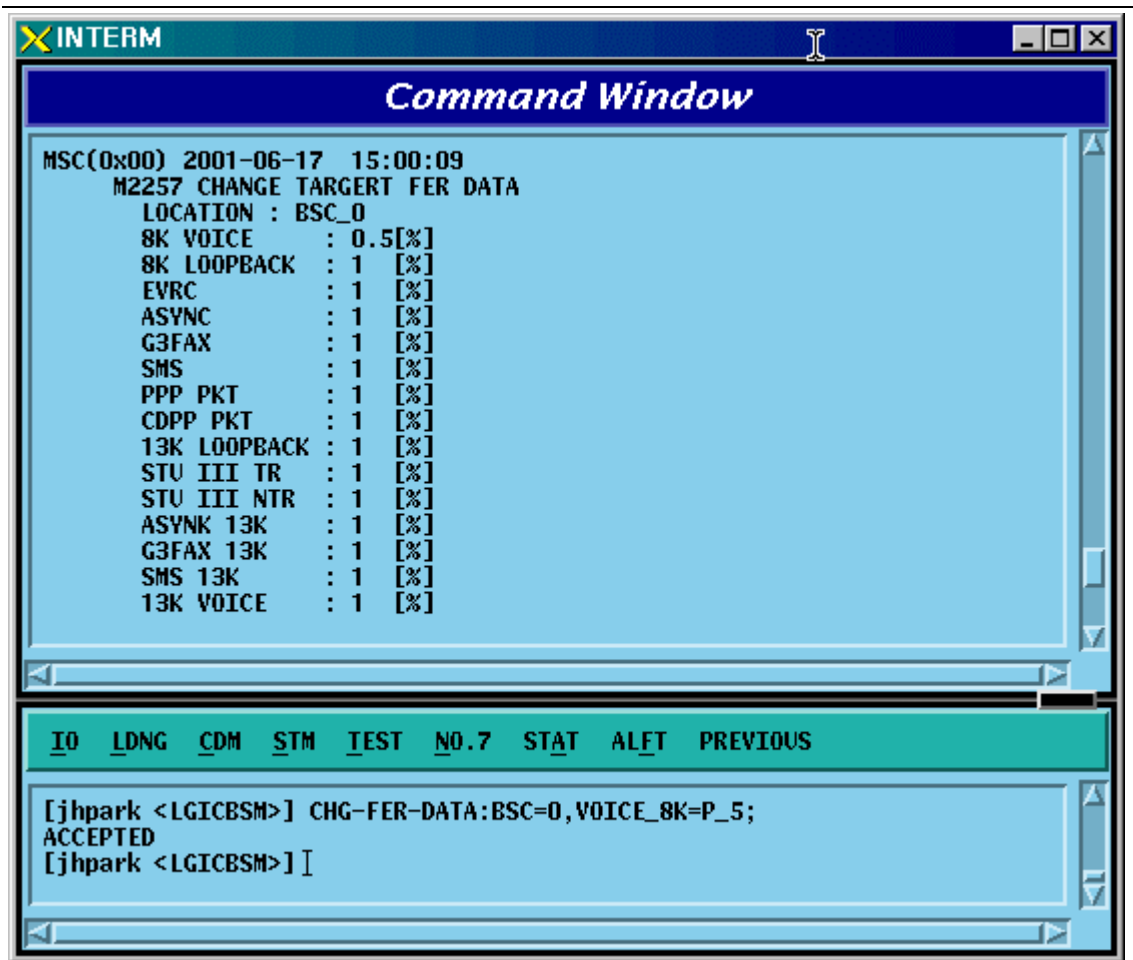 INTERM
Command Window
MSC(0x00) 2001-06-17 15:00:09
M2257 CHANGE TARGERT FER DATA
LOCATION : BSC_0
8K VOICE : 0.5[%]
8K LOOPBACK : 1 [%]
EVRC : 1 [%]
ASYNC : 1 [%]
G3FAX : 1 [%]
SMS : 1 [%]
PPP PKT : 1 [%]
CDPP PKT : 1 [%]
13K LOOPBACK : 1 [%]
STU III TR : 1 [%]
STU III NTR : 1 [%]
ASYNK 13K : 1 [%]
G3FAX 13K : 1 [%]
SMS 13K : 1 [%]
13K VOICE : 1 [%]
IO LDNG CDM STM TEST NO.7 STAT ALFT PREVIOUS
[jhpark <LGICBSM>] CHG-FER-DATA:BSC=0,VOICE_8K=P_5;
ACCEPTED
[jhpark <LGICBSM>]